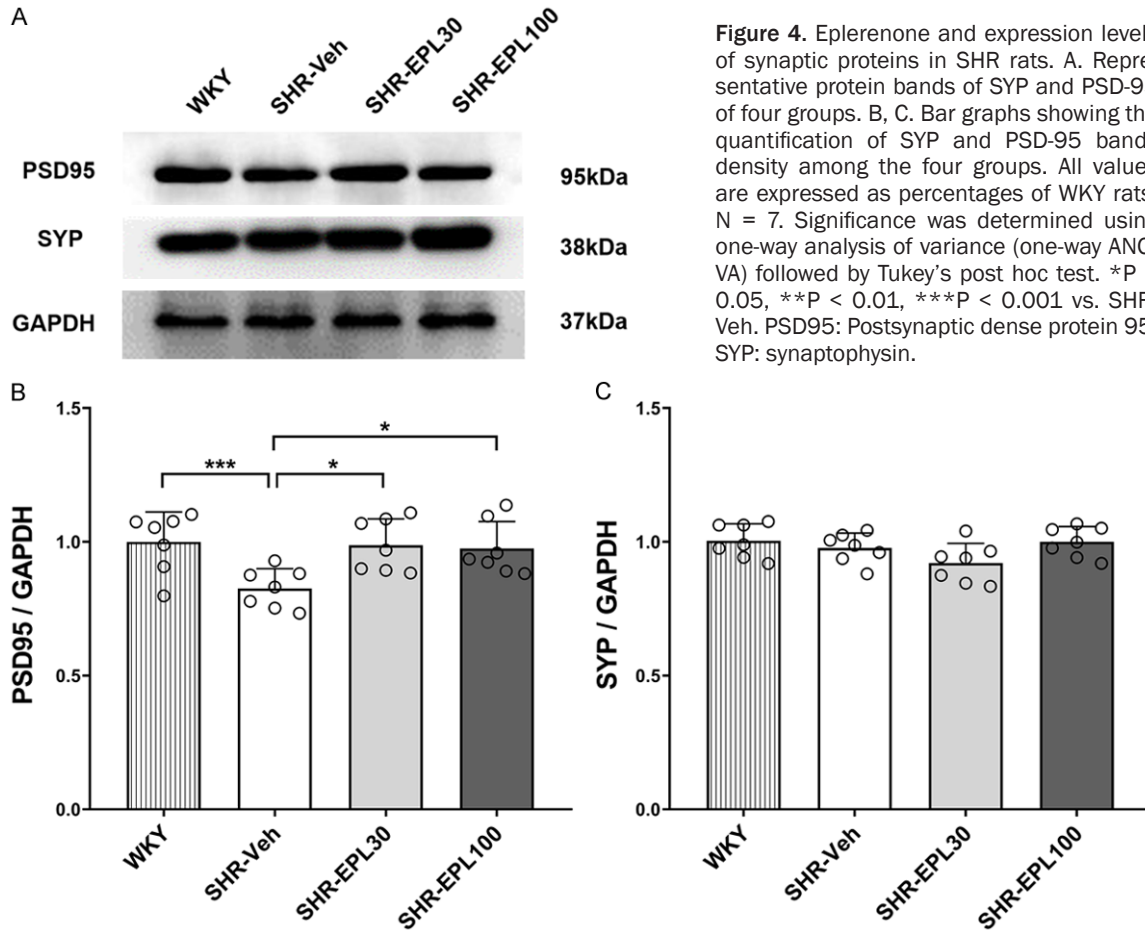 A
WKY
SHR-Veh
SHR-EPL30
SHR-EPL100
PSD95
95kDa
SYP
38kDa
GAPDH
37kDa
Figure 4. Eplerenone and expression level
of synaptic proteins in SHR rats. A. Repre
sentative protein bands of SYP and PSD-9
of four groups. B, C. Bar graphs showing th
quantification of SYP and PSD-95 band
density among the four groups. All value
are expressed as percentages of WKY rats
N = 7. Significance was determined usin
one-way analysis of variance (one-way ANO
VA) followed by Tukey's post hoc test. *P
0.05, **P < 0.01, ***P < 0.001 vs. SHR
Veh. PSD95: Postsynaptic dense protein 95
SYP: synaptophysin.
B
PSD95 / GAPDH
1.5
1.0
0.5
0.0
***
*
*
WKY
SHR-Veh
SHR-EPL30
SHR-EPL100
C
SYP / GAPDH
1.5
1.0
0.5
0.0
WKY
SHR-Veh
SHR-EPL30
SHR-EPL100